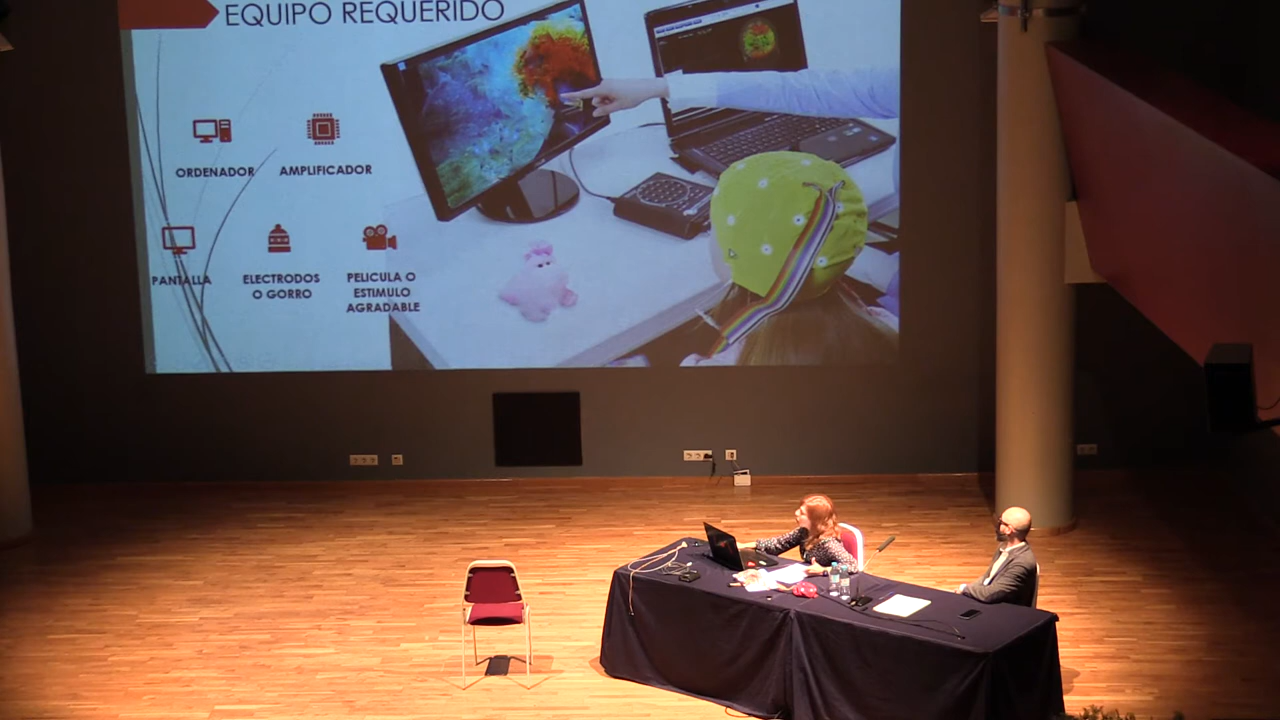 EQUIPO REQUERIDO
ORDENADOR
AMPLIFICADOR
PANTALLA
ELECTRODOS
O GORRO
PELICULA O
ESTIMULO
AGRADABLE